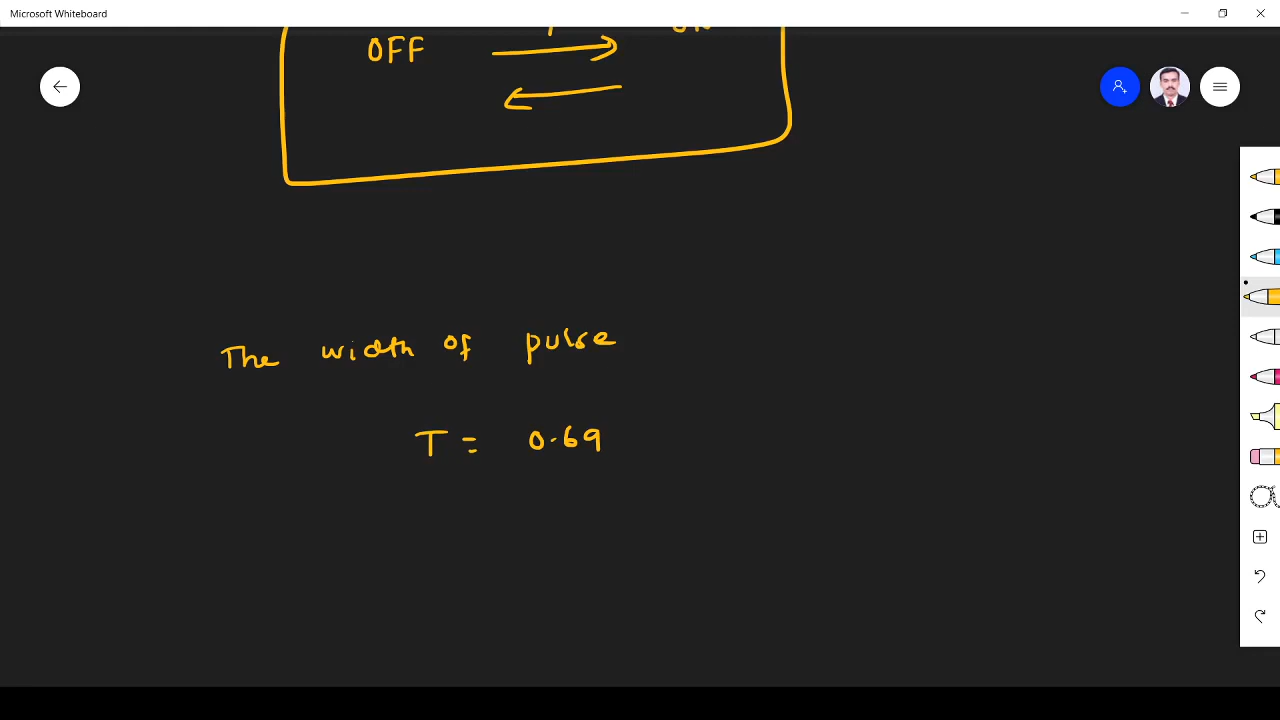 Microsoft Whiteboard
OFF
The width of pulse
T = 0.69